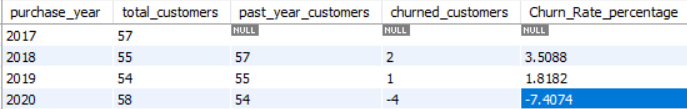 purchase_year total_customers past_year_customers churned_customers Churn_Rate_percentage
2017 57 NULL NULL NULL
2018 55 57 2 3.5088
2019 54 55 1 1.8182
2020 58 54 -4 -7.4074